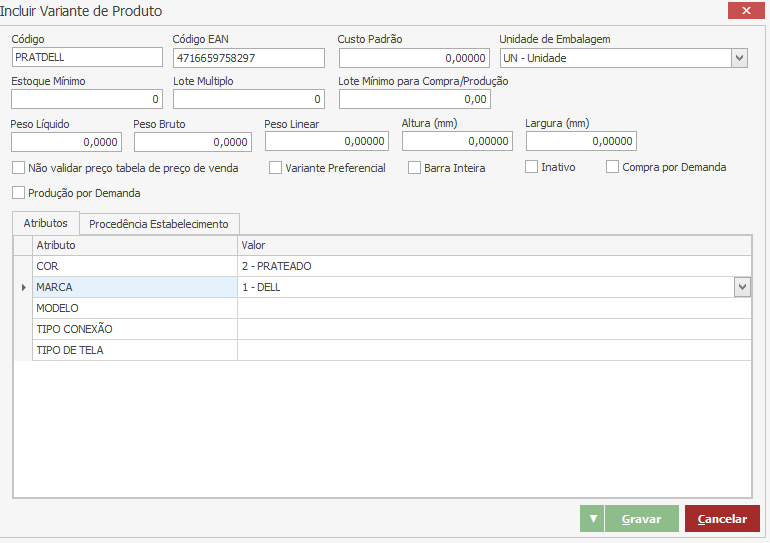 Incluir Variante de Produto
Código Código EAN Custo Padrão Unidade de Embalagem
PRATDELL 4716659758297 0,00000 UN - Unidade
Estoque Mínimo Lote Multiplo Lote Mínimo para Compra/Produção
0 0 0,00
Peso Líquido Peso Bruto Peso Linear Altura (mm) Largura (mm)
0,0000 0,0000 0,00000 0,00000 0,00000
Não validar preço tabela de preço de venda Variante Preferencial Barra Inteira Inativo Compra por Demanda
Produção por Demanda
Atributos Procedência Estabelecimento
Atributo Valor
COR 2 - PRATEADO
MARCA 1 - DELL
MODELO
TIPO CONEXÃO
TIPO DE TELA
Gravar Cancelar